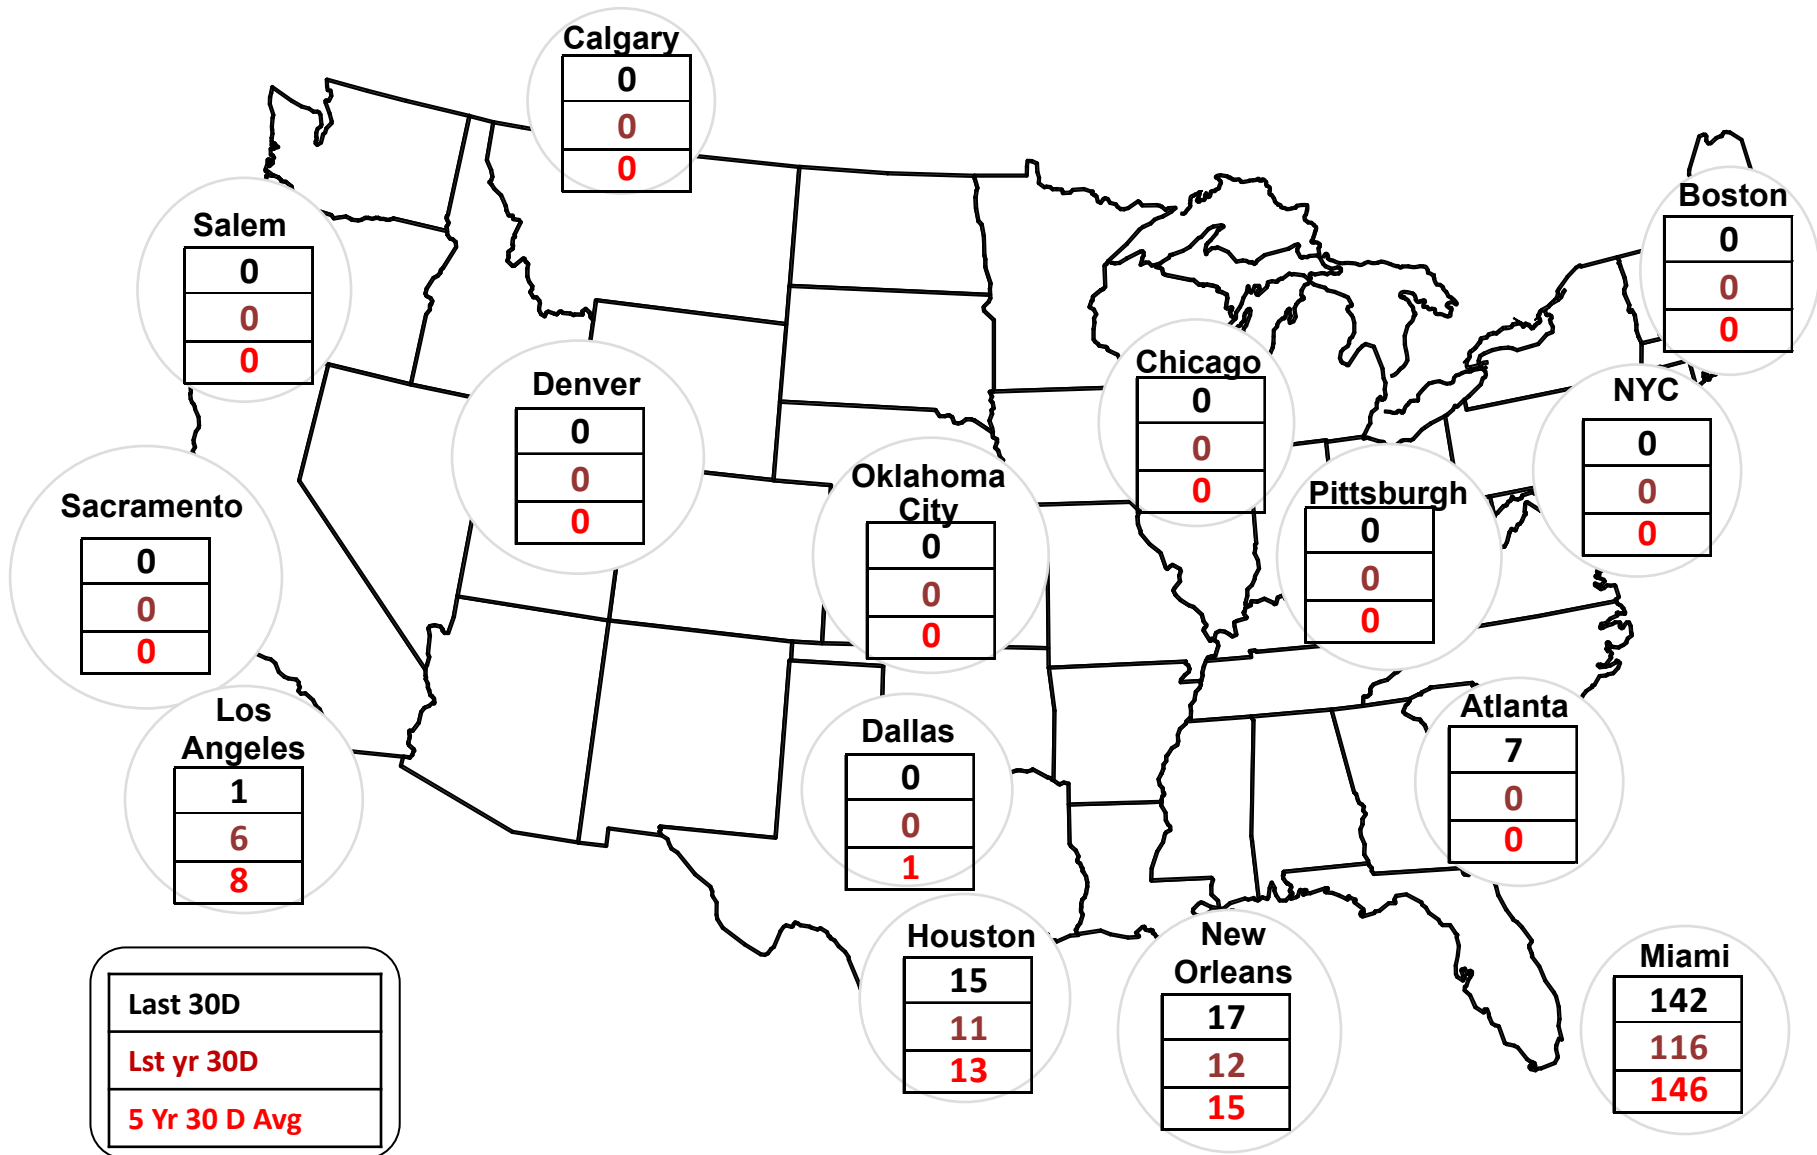 Calgary
0
0
0
Salem
0
0
0
Boston
0
0
0
Denver
0
0
0
Chicago
0
0
0
NYC
0
0
0
Oklahoma
City
0
0
0
Pittsburgh
0
0
0
Sacramento
0
0
0
Los
Angeles
1
6
8
Dallas
0
0
1
Atlanta
7
0
0
Houston
15
11
13
New
Orleans
17
12
15
Miami
142
116
146
Last 30D
Lst yr 30D
5 Yr 30 D Avg